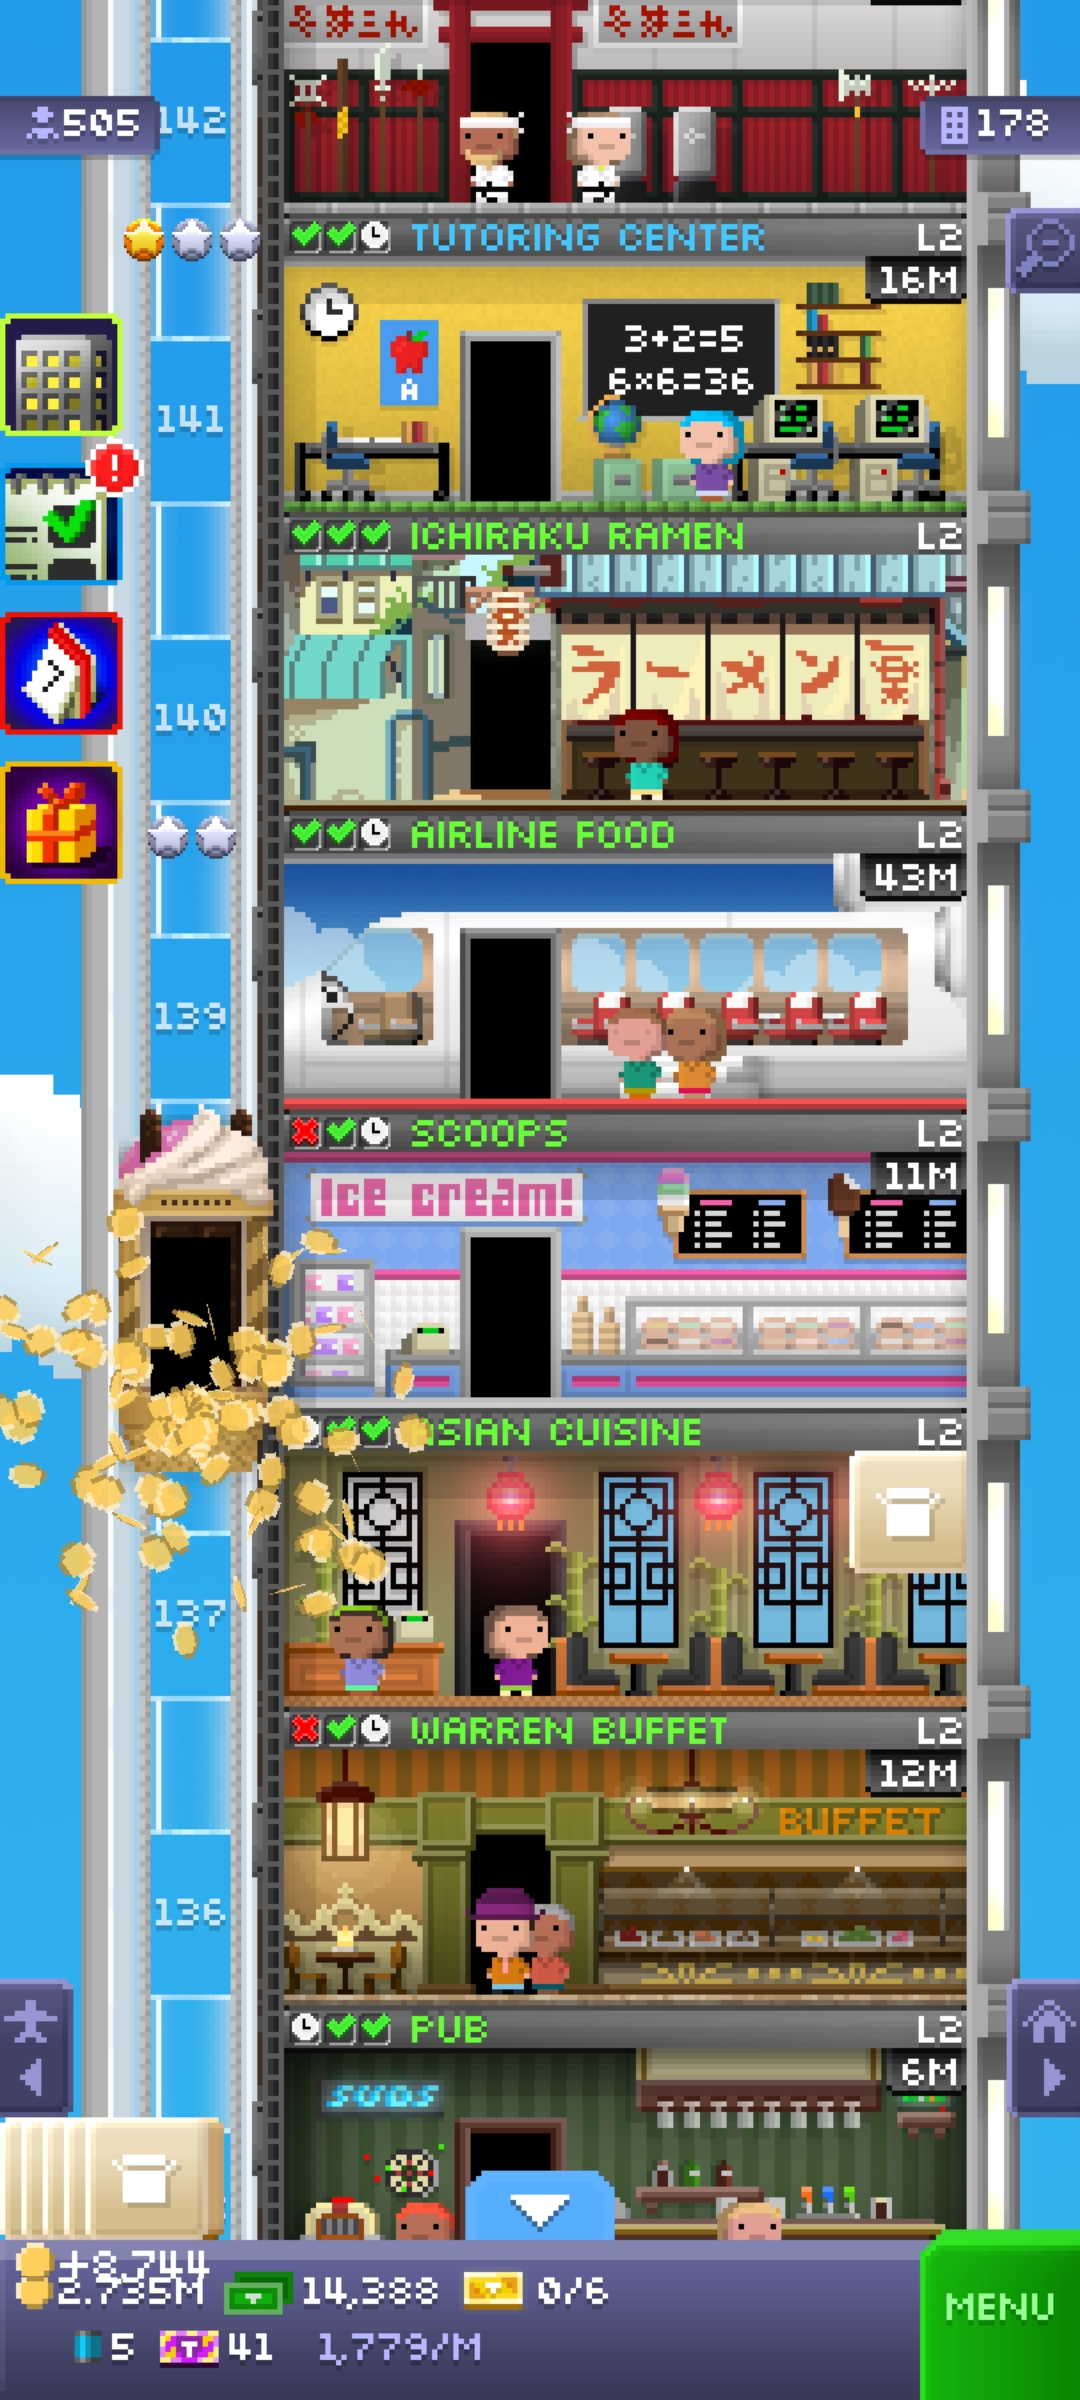 142
505
178
TUTORING CENTER
L2
16M
3+2=5
6×6=36
A
141
ICHIRAKU RAMEN
L2
ラーメン
140
AIRLINE FOOD
L2
43M
139
SCOOPS
L2
11M
Ice cream!
ASIAN CUISINE
L2
137
WARREN BUFFET
L2
12M
BUFFET
136
PUB
L2
6M
SUDS
+8,744
2.735M
14,388
0/6
5
T
41
1,779/M
MENU